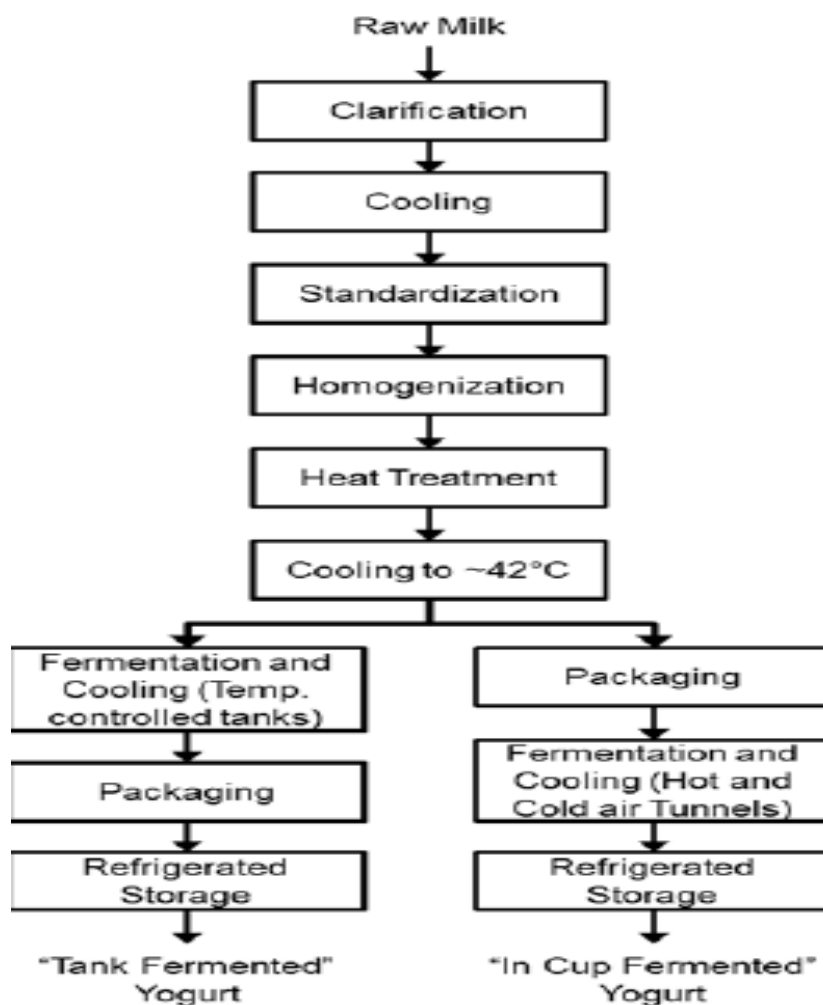 Raw Milk
Clarification
Cooling
Standardization
Homogenization
Heat Treatment
Cooling to ~42°C
Fermentation and
Cooling (Temp.
controlled tanks)
Packaging
Refrigerated
Storage
“Tank Fermented”
Yogurt
Packaging
Fermentation and
Cooling (Hot and
Cold air Tunnels)
Refrigerated
Storage
“In Cup Fermented”
Yogurt